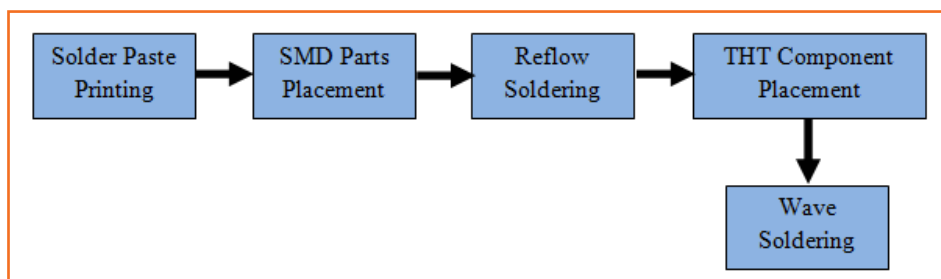 Solder Paste
Printing
SMD Parts
Placement
Reflow
Soldering
THT Component
Placement
Wave
Soldering